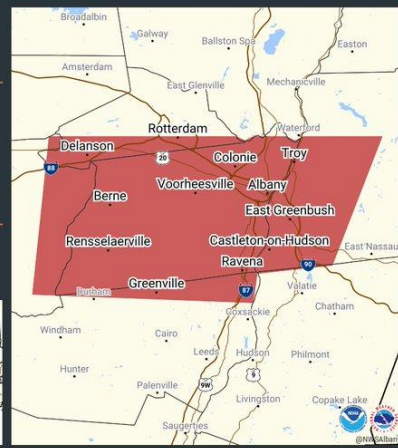 Broadalbin
Galway
Ballston Spa
Easton
Amsterdam
Mechanicville
East Glenville
Rotterdam
Waterford
Delanson
20
Colonie
Troy
88
Voorheesville
Albany
Berne
East Greenbush
Rensselaerville
Castleton-on-Hudson
East Nassau
Ravena
90
Greenville
87
Valatie
Durham
Coxsackie
Chatham
Windham
Cairo
Leeds
Hudson
Philmont
Hunter
9
Palenville
9W
Livingston
Copake Lake
Saugerties
@NWSAlbany